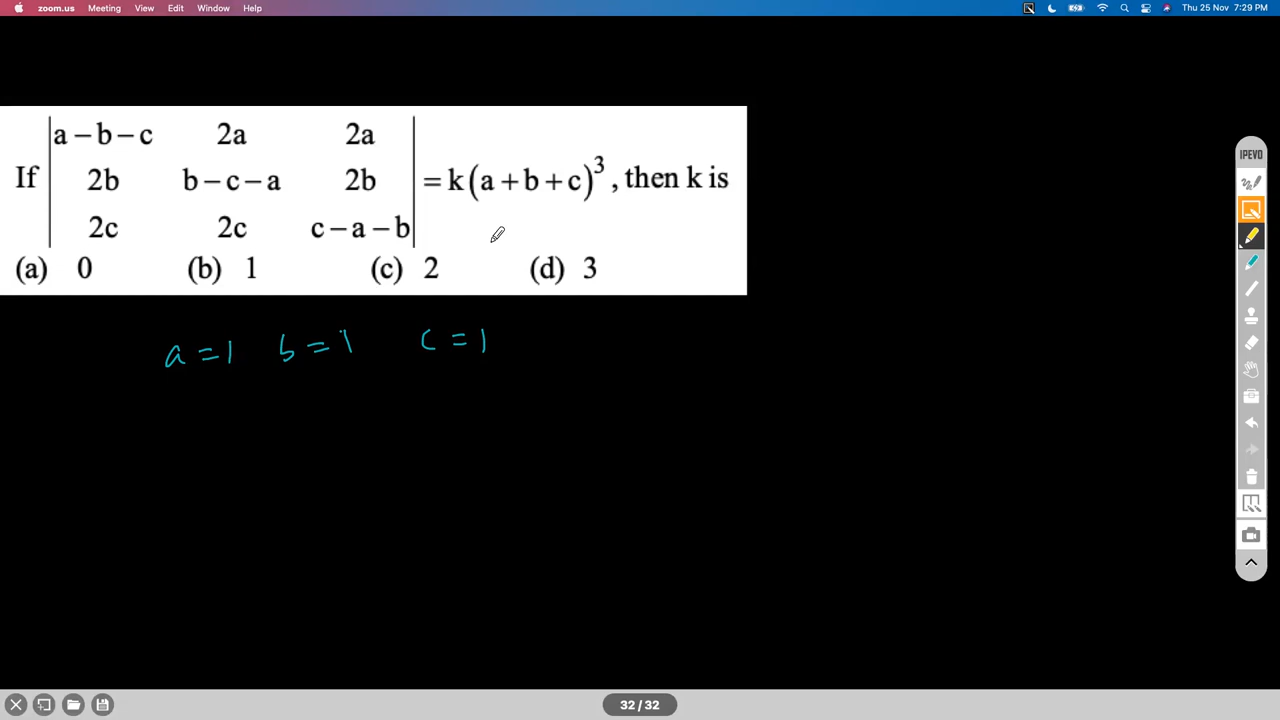 zoom.us Meeting View Edit Window Help Thu 25 Nov 7:29 PM
IPEVO
a – b – c 2a 2a
If 2b b – c – a 2b = k(a + b + c)³, then k is
2c 2c c – a – b
(a) 0 (b) 1 (c) 2 (d) 3
a = 1 b = 1 c = 1
32 / 32